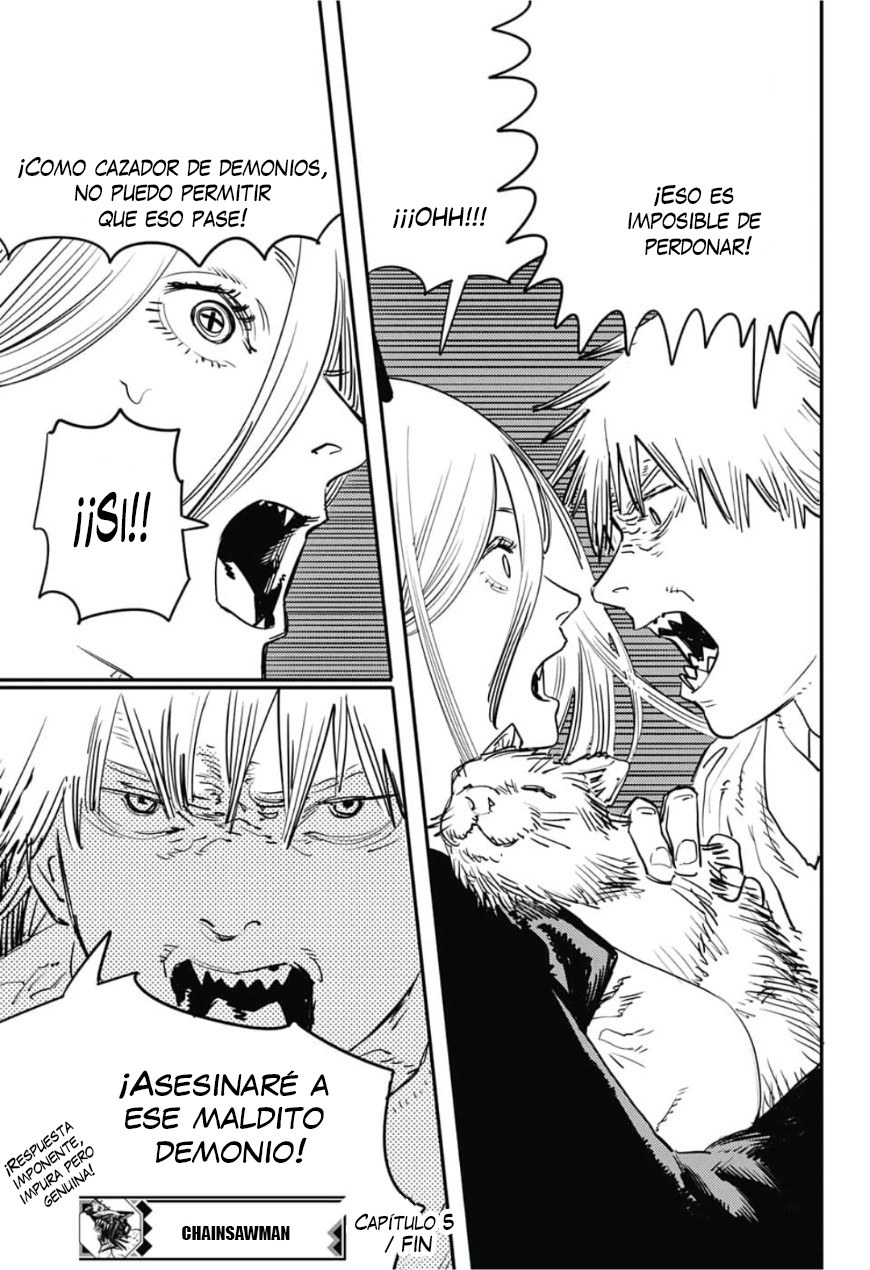 ¡ESO ES
IMPOSIBLE DE
PERDONAR!
¡¡¡OHH!!!
¡COMO CAZADOR DE DEMONIOS,
NO PUEDO PERMITIR
QUE ESO PASE!
¡¡SI!!
¡ASESINARÉ A
ESE MALDITO
DEMONIO!
¡RESPUESTA
IMPONENTE,
IMPURA PERO
GENUINA!
CHAINSAWMAN
CAPÍTULO 5
/ FIN